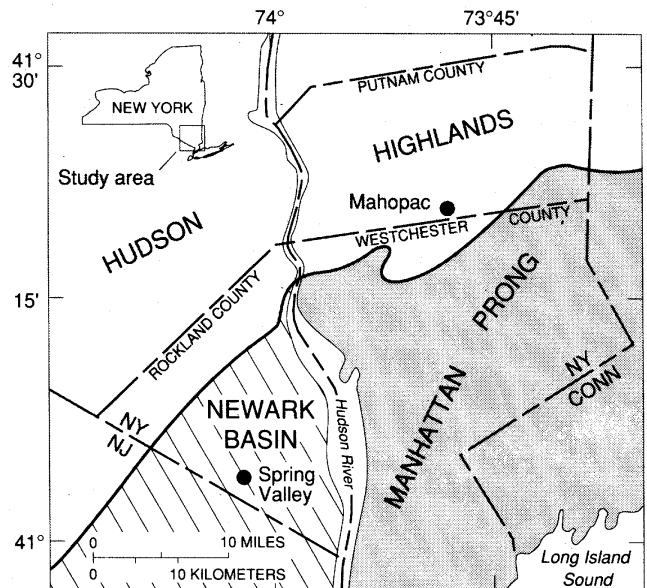 74°
73°45'
41°
30'
PUTNAM COUNTY
NEW YORK
HIGHLANDS
Study area
Mahopac
COUNTY
WESTCHESTER
HUDSON
PRONG
15'
ROCKLAND COUNTY
NY
CONN
NEWARK
BASIN
NY
NJ
Hudson River
MANHATTAN
Spring
Valley
41°
0 10 MILES
0 10 KILOMETERS
Long Island
Sound